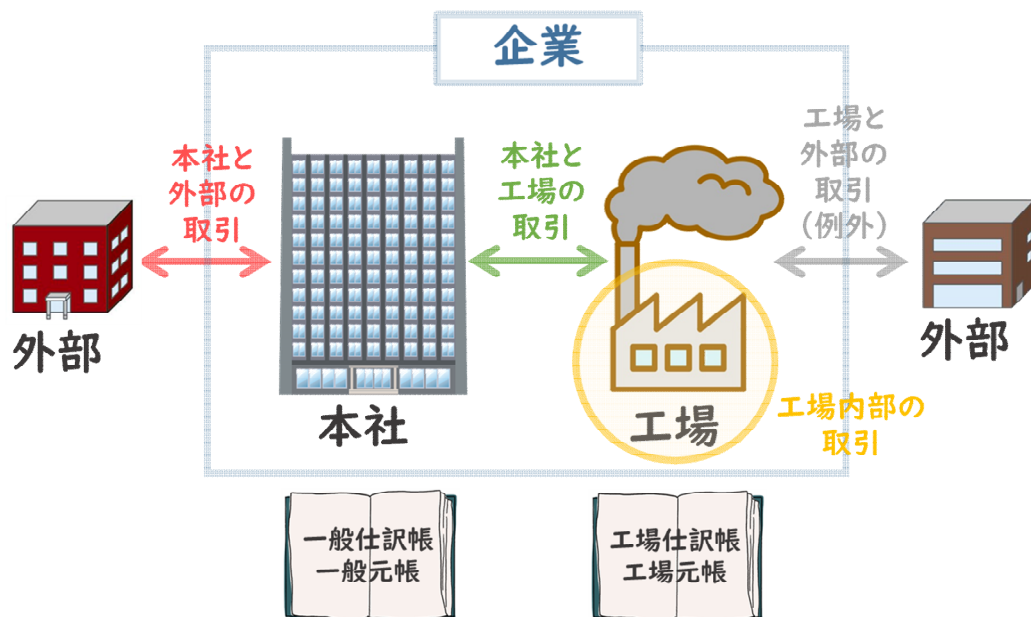 企業
本社と
外部の
取引
本社と
工場の
取引
工場と
外部の
取引
（例外）
外部
本社
工場
外部
工場内部の
取引
一般仕訳帳
一般元帳
工場仕訳帳
工場元帳